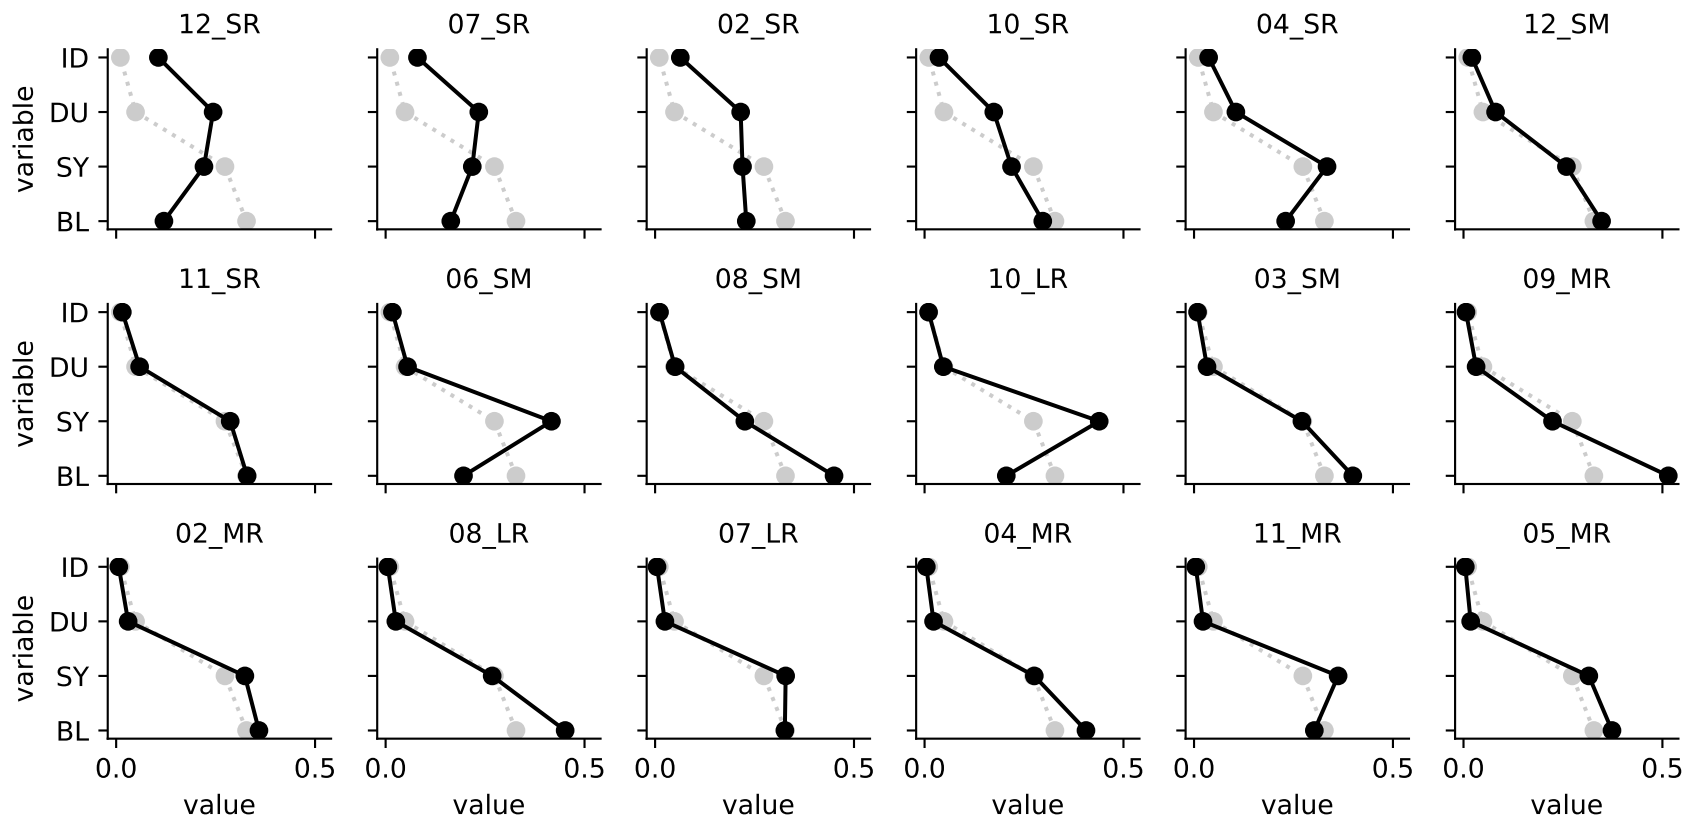 12_SR 07_SR 02_SR 10_SR 04_SR 12_SM
variable
ID
DU
SY
BL
11_SR 06_SM 08_SM 10_LR 03_SM 09_MR
variable
ID
DU
SY
BL
02_MR 08_LR 07_LR 04_MR 11_MR 05_MR
variable
ID
DU
SY
BL
0.0 0.5 0.0 0.5 0.0 0.5 0.0 0.5 0.0 0.5 0.0 0.5
value value value value value value